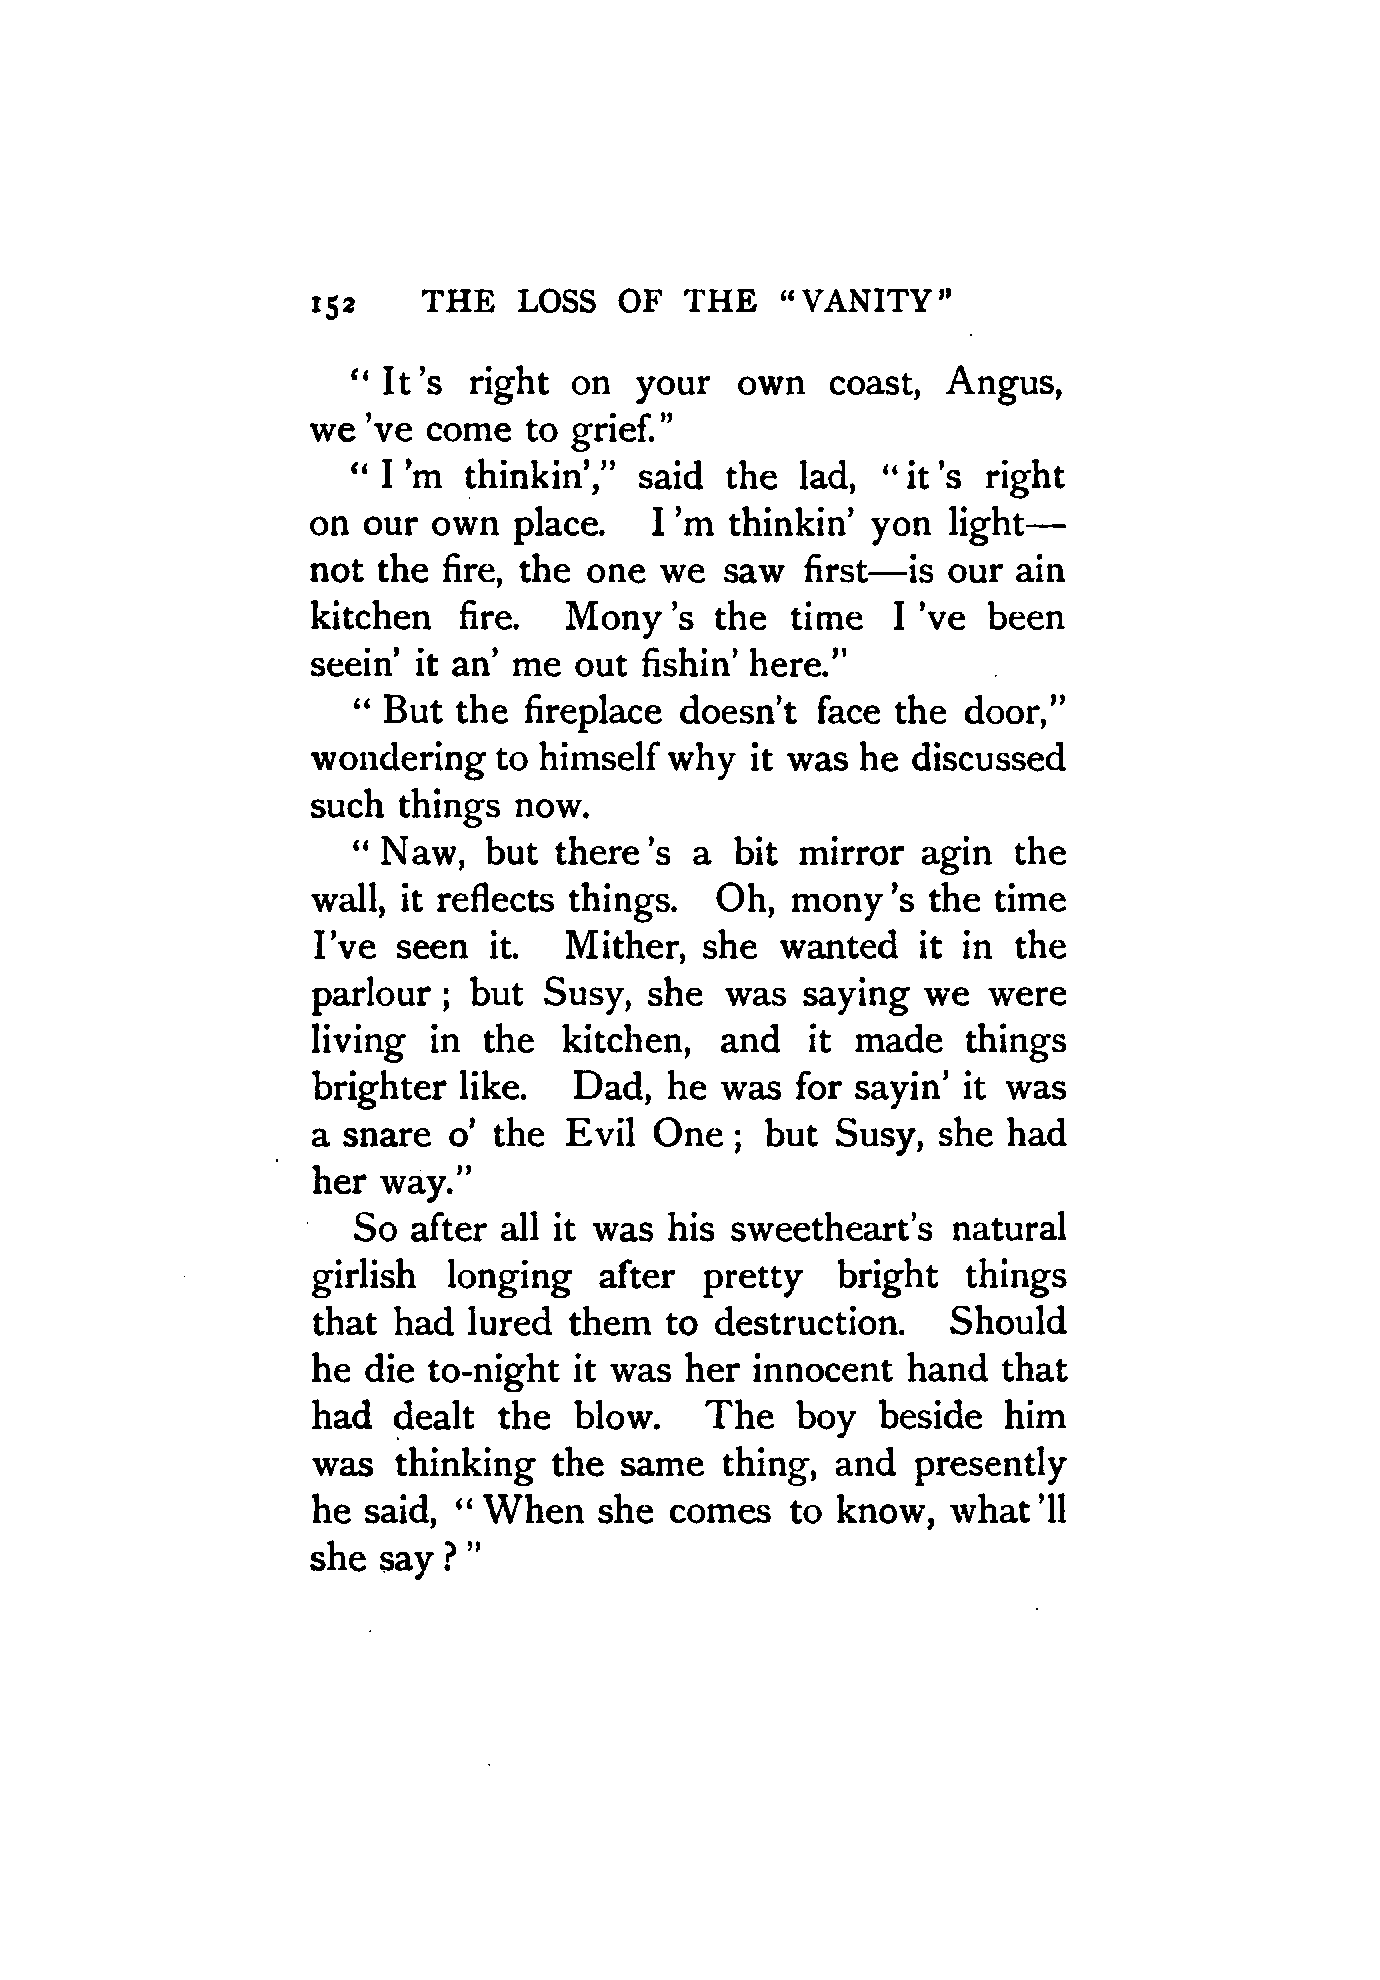 152 THE LOSS OF THE "VANITY"
"It's right on your own coast, Angus,
we've come to grief."
"I'm thinkin'," said the lad, "it's right
on our own place. I'm thinkin' yon light—
not the fire, the one we saw first—is our ain
kitchen fire. Mony's the time I've been
seein' it an' me out fishin' here."
"But the fireplace doesn't face the door,"
wondering to himself why it was he discussed
such things now.
"Naw, but there's a bit mirror agin the
wall, it reflects things. Oh, mony's the time
I've seen it. Mither, she wanted it in the
parlour; but Susy, she was saying we were
living in the kitchen, and it made things
brighter like. Dad, he was for sayin' it was
a snare o' the Evil One; but Susy, she had
her way."
So after all it was his sweetheart's natural
girlish longing after pretty bright things
that had lured them to destruction. Should
he die to-night it was her innocent hand that
had dealt the blow. The boy beside him
was thinking the same thing, and presently
he said, "When she comes to know, what'll
she say?"